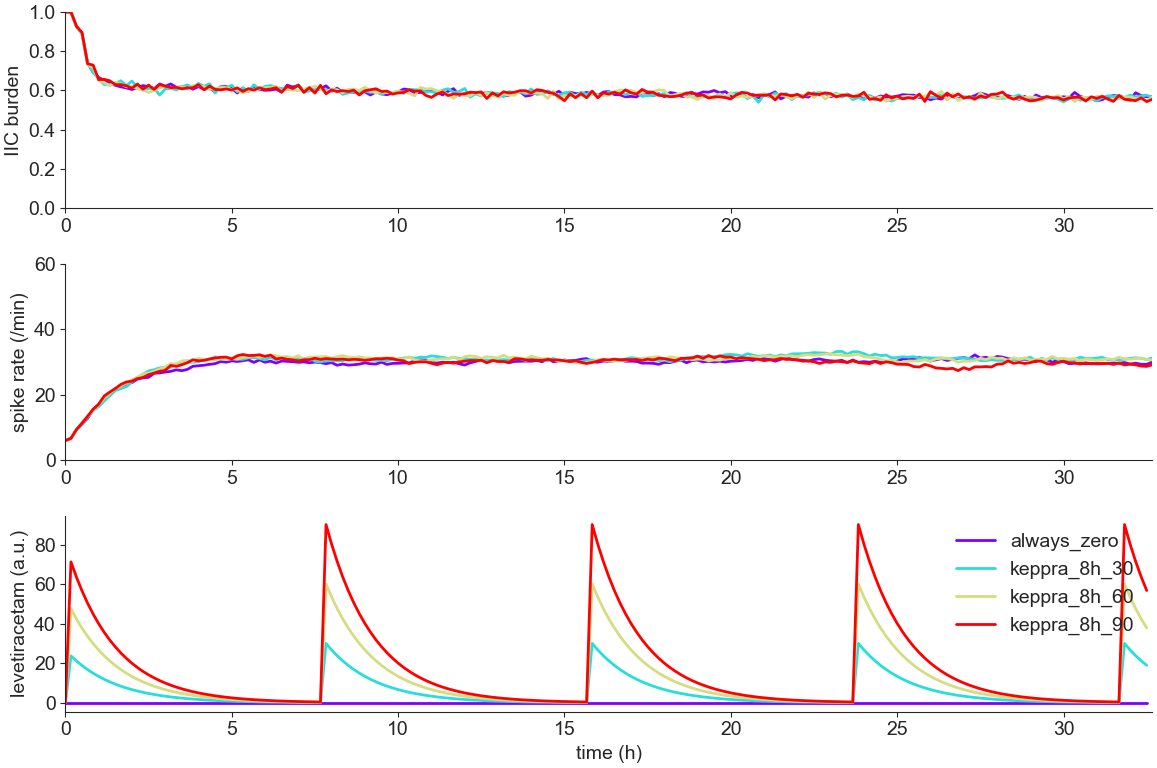 1.0
0.8
0.6
0.4
0.2
0.0
IIC burden
0 5 10 15 20 25 30
60
40
20
0
spike rate (/min)
0 5 10 15 20 25 30
80
60
40
20
0
levetiracetam (a.u.)
always_zero
keppra_8h_30
keppra_8h_60
keppra_8h_90
0 5 10 15 20 25 30
time (h)